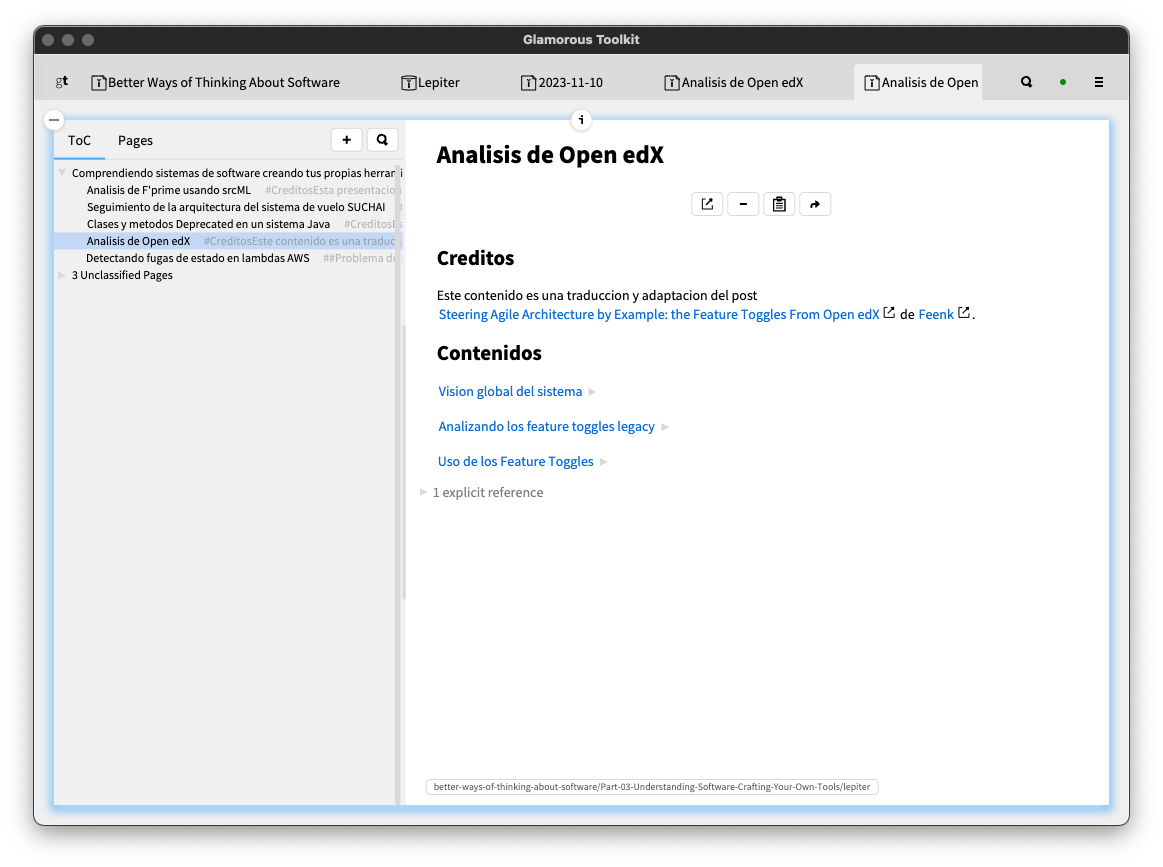 Glamorous Toolkit
gt
Better Ways of Thinking About Software
Lepiter
2023-11-10
Analisis de Open edX
Analisis de Open
ToC
Pages
Comprendiendo sistemas de software creando tus propias herrami
Analisis de F'prime usando srcML #CreditosEsta presentacio
Seguimiento de la arquitectura del sistema de vuelo SUCHAI #
Clases y metodos Deprecated en un sistema Java #CreditosEs
Analisis de Open edX #CreditosEste contenido es una traduc
Detectando fugas de estado en lambdas AWS ##Problema de
3 Unclassified Pages
Analisis de Open edX
Creditos
Este contenido es una traduccion y adaptacion del post
Steering Agile Architecture by Example: the Feature Toggles From Open edX de Feenk .
Contenidos
Vision global del sistema
Analizando los feature toggles legacy
Uso de los Feature Toggles
1 explicit reference
better-ways-of-thinking-about-software/Part-03-Understanding-Software-Crafting-Your-Own-Tools/lepiter